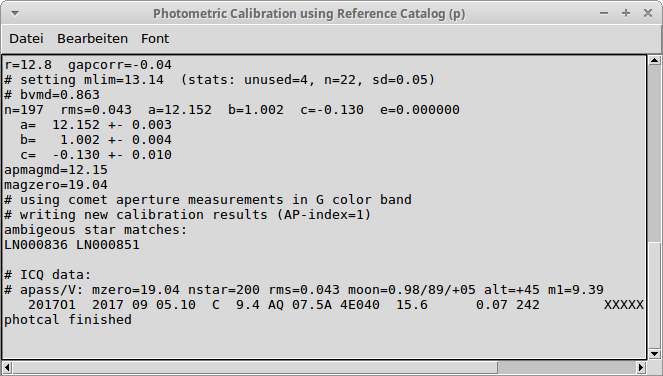 Photometric Calibration using Reference Catalog (p)
Datei Bearbeiten Font
r=12.8  gapcorr=-0.04
# setting mlim=13.14  (stats: unused=4, n=22, sd=0.05)
# bvmd=0.863
n=197  rms=0.043  a=12.152  b=1.002  c=-0.130  e=0.000000
  a=  12.152 +- 0.003
  b=   1.002 +- 0.004
  c=  -0.130 +- 0.010
apmagmd=12.15
magzero=19.04
# using comet aperture measurements in G color band
# writing new calibration results (AP-index=1)
ambigeous star matches:
LN000836 LN000851
# ICQ data:
# apass/V: mzero=19.04 nstar=200 rms=0.043 moon=0.98/89/+05 alt=+45 m1=9.39
   2017O1  2017 09 05.10  C  9.4 AQ 07.5A 4E040  15.6      0.07 242        XXXXX
photcal finished